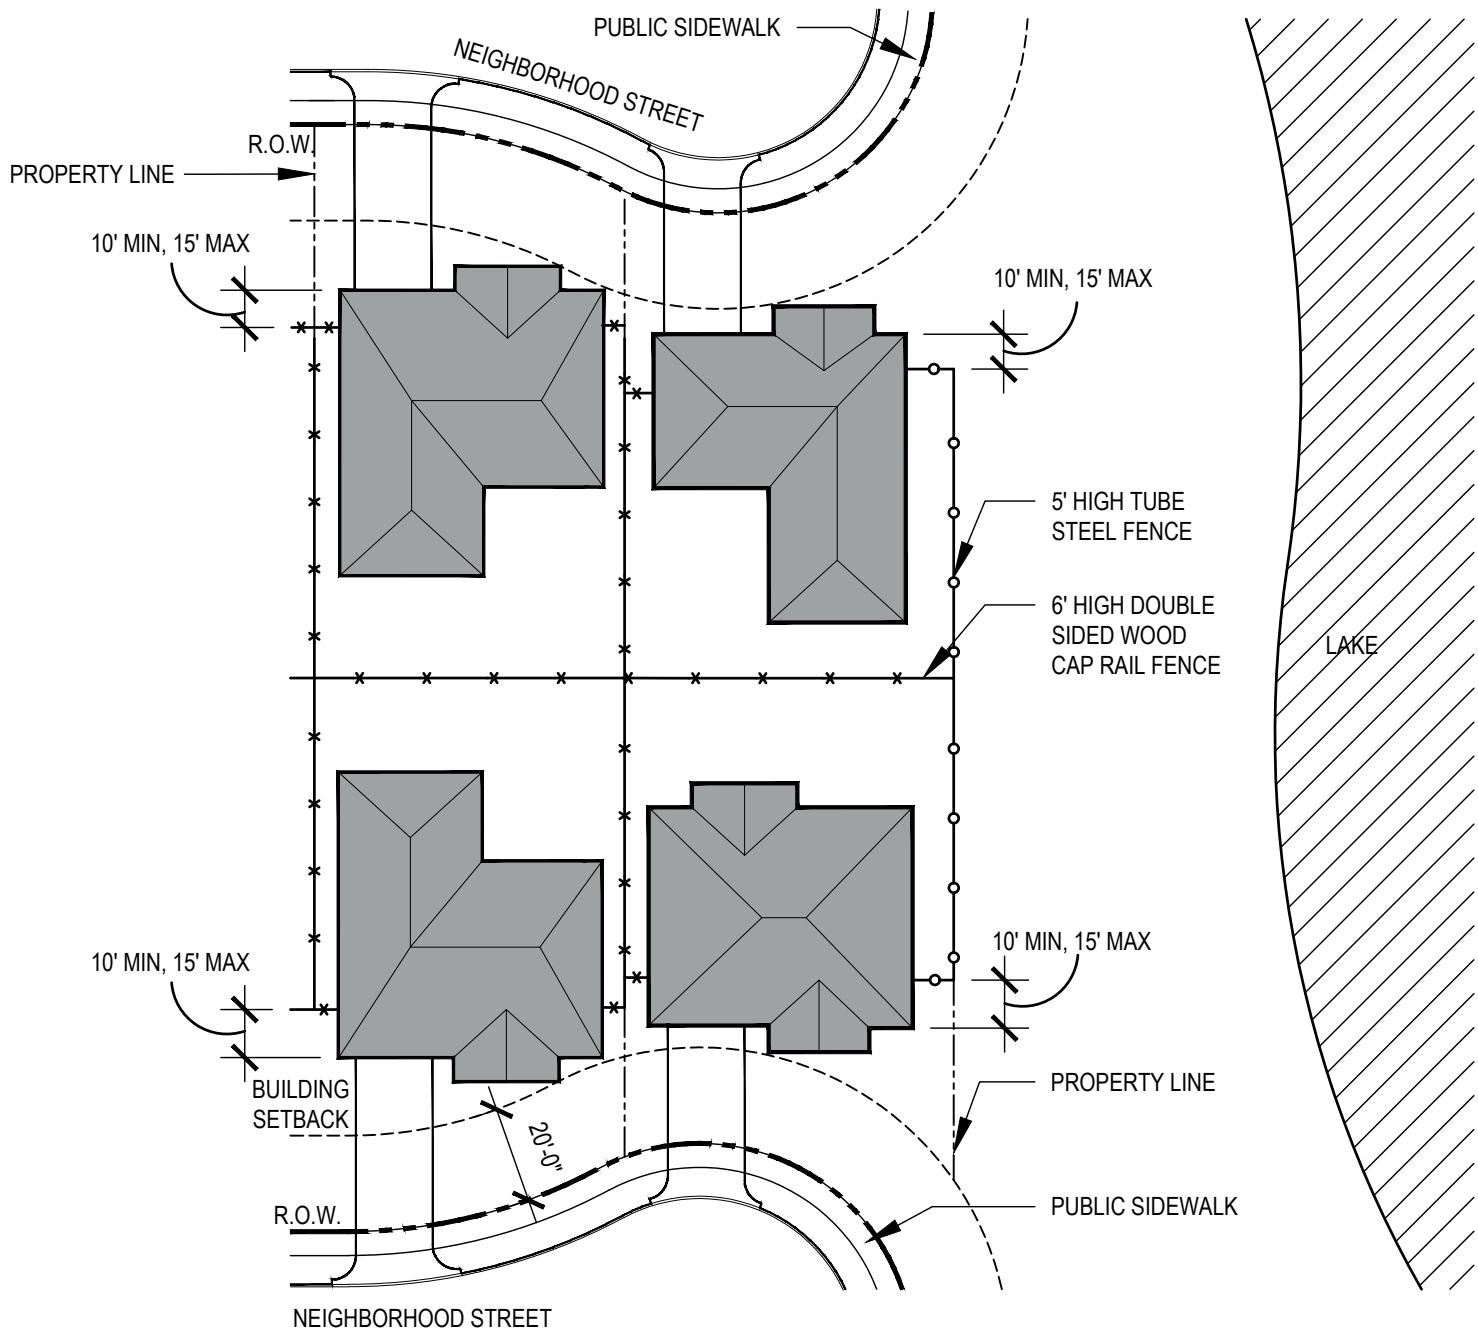 PUBLIC SIDEWALK
NEIGHBORHOOD STREET
R.O.W.
PROPERTY LINE
10' MIN, 15' MAX
10' MIN, 15' MAX
5' HIGH TUBE
STEEL FENCE
6' HIGH DOUBLE
SIDED WOOD
CAP RAIL FENCE
LAKE
10' MIN, 15' MAX
10' MIN, 15' MAX
BUILDING
SETBACK
PROPERTY LINE
20'-0"
R.O.W.
PUBLIC SIDEWALK
NEIGHBORHOOD STREET